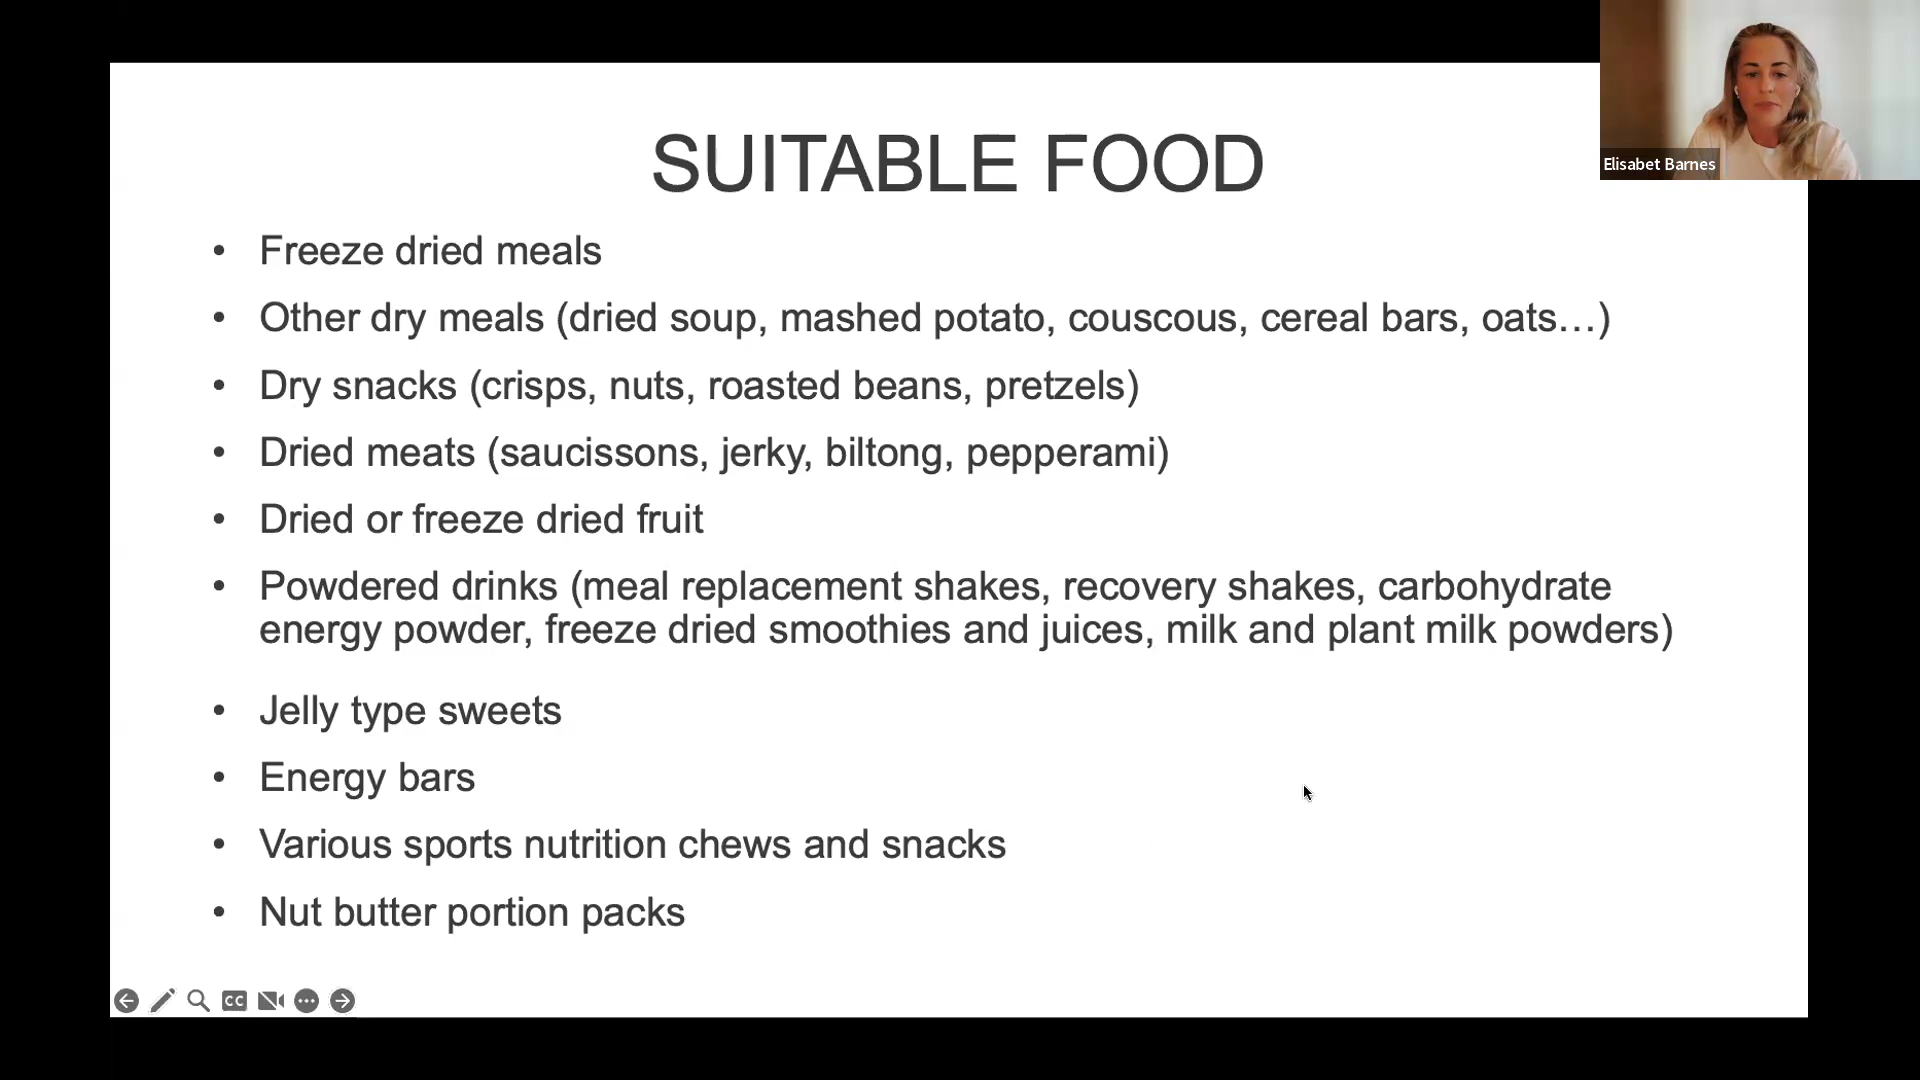 SUITABLE FOOD
Elisabet Barnes
• Freeze dried meals
• Other dry meals (dried soup, mashed potato, couscous, cereal bars, oats…)
• Dry snacks (crisps, nuts, roasted beans, pretzels)
• Dried meats (saucissons, jerky, biltong, pepperami)
• Dried or freeze dried fruit
• Powdered drinks (meal replacement shakes, recovery shakes, carbohydrate
energy powder, freeze dried smoothies and juices, milk and plant milk powders)
• Jelly type sweets
• Energy bars
• Various sports nutrition chews and snacks
• Nut butter portion packs
CC